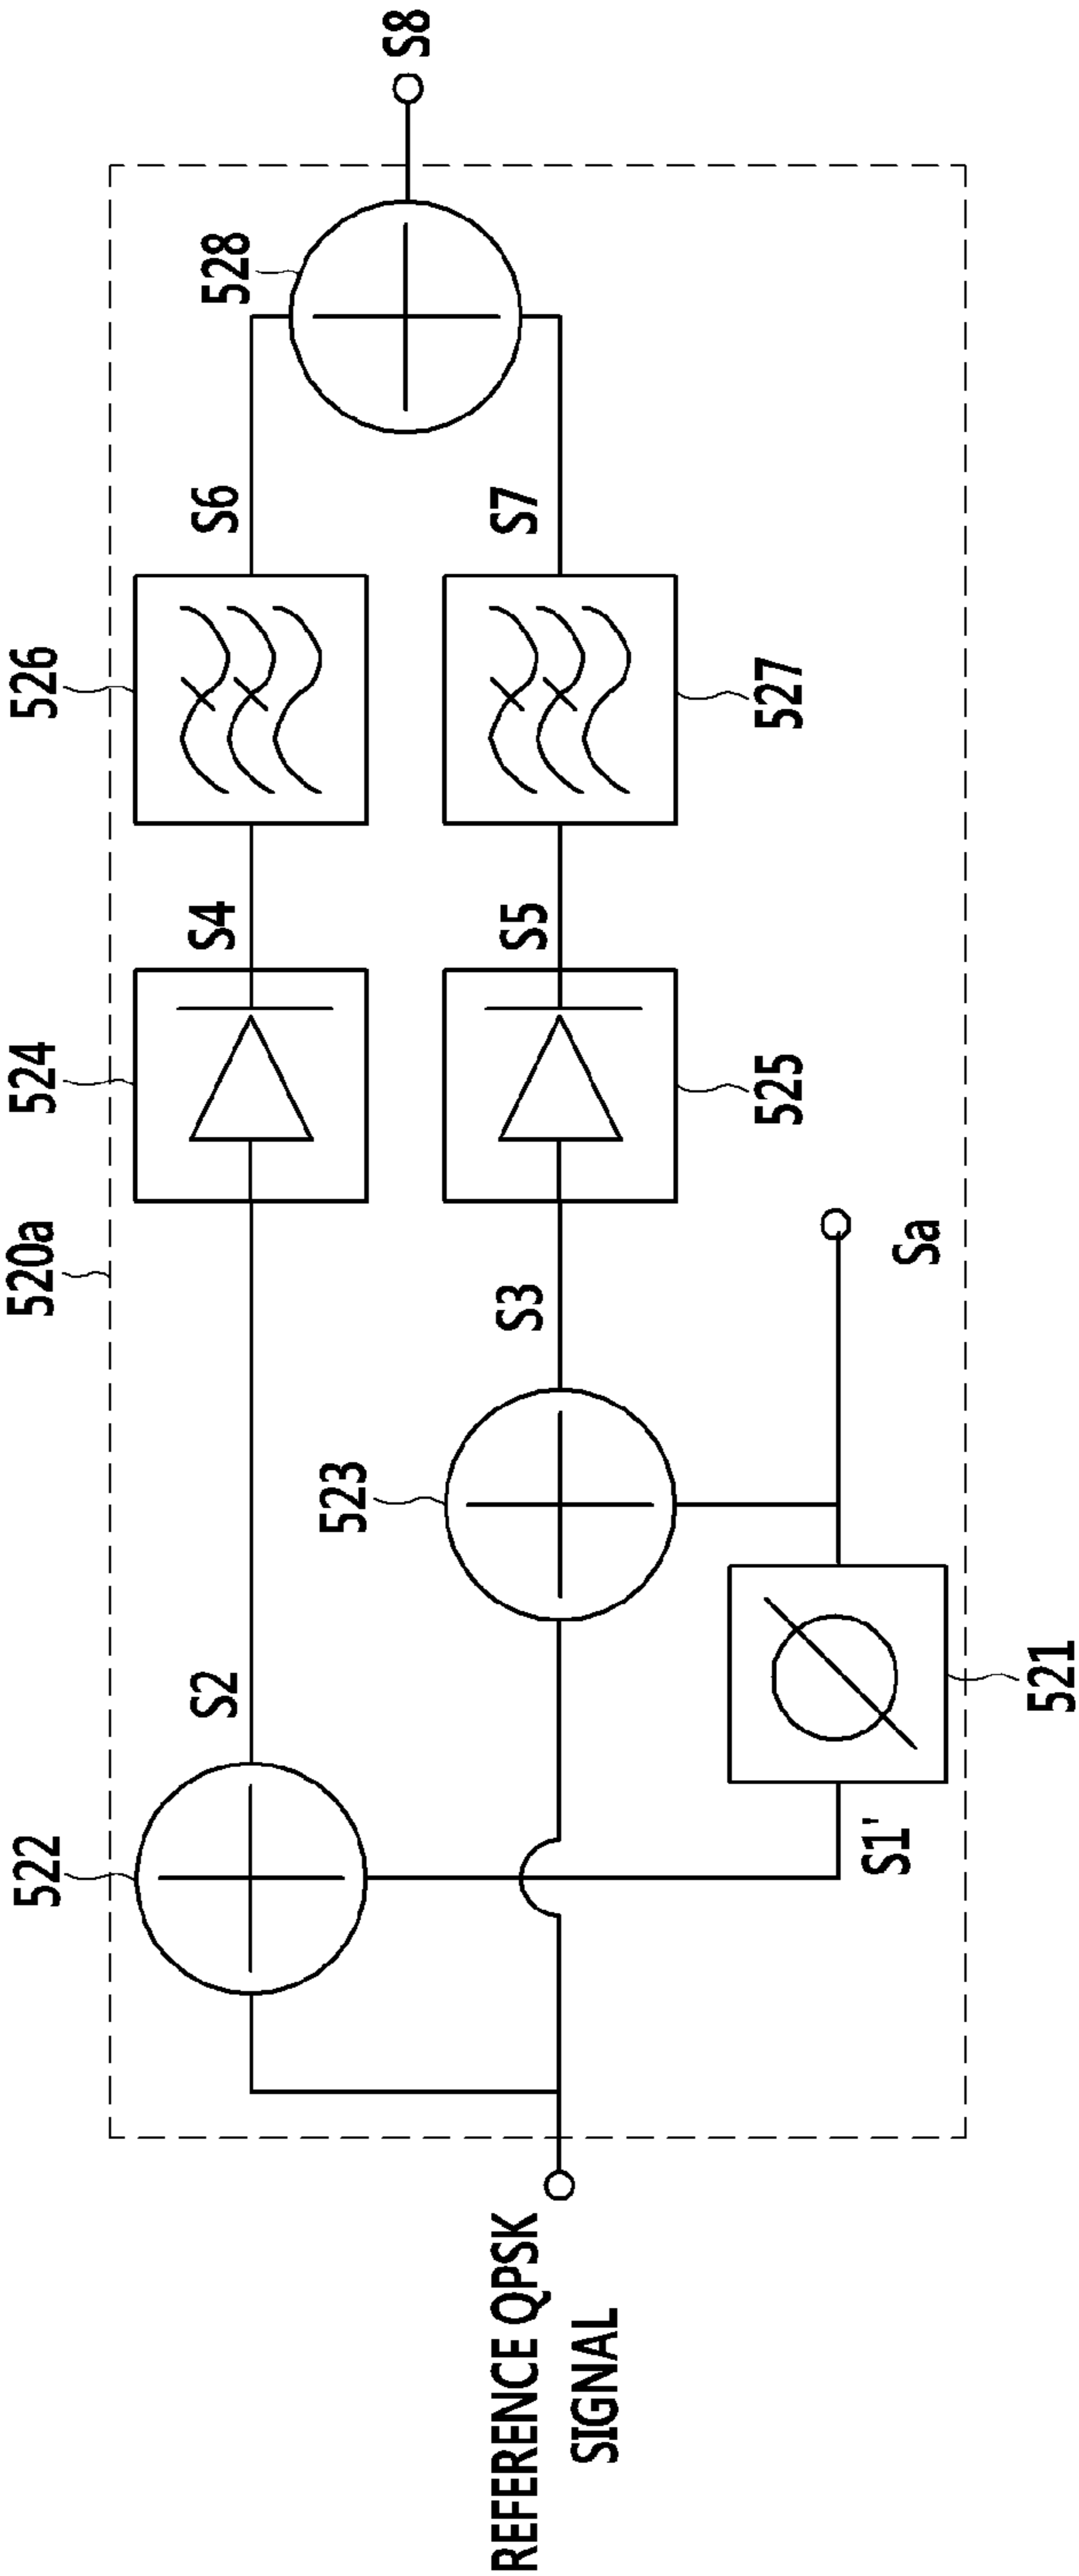 520a
522
524
526
528
S2
S4
S6
S8
REFERENCE QPSK
SIGNAL
523
S3
S5
S7
525
527
S1'
Sa
521